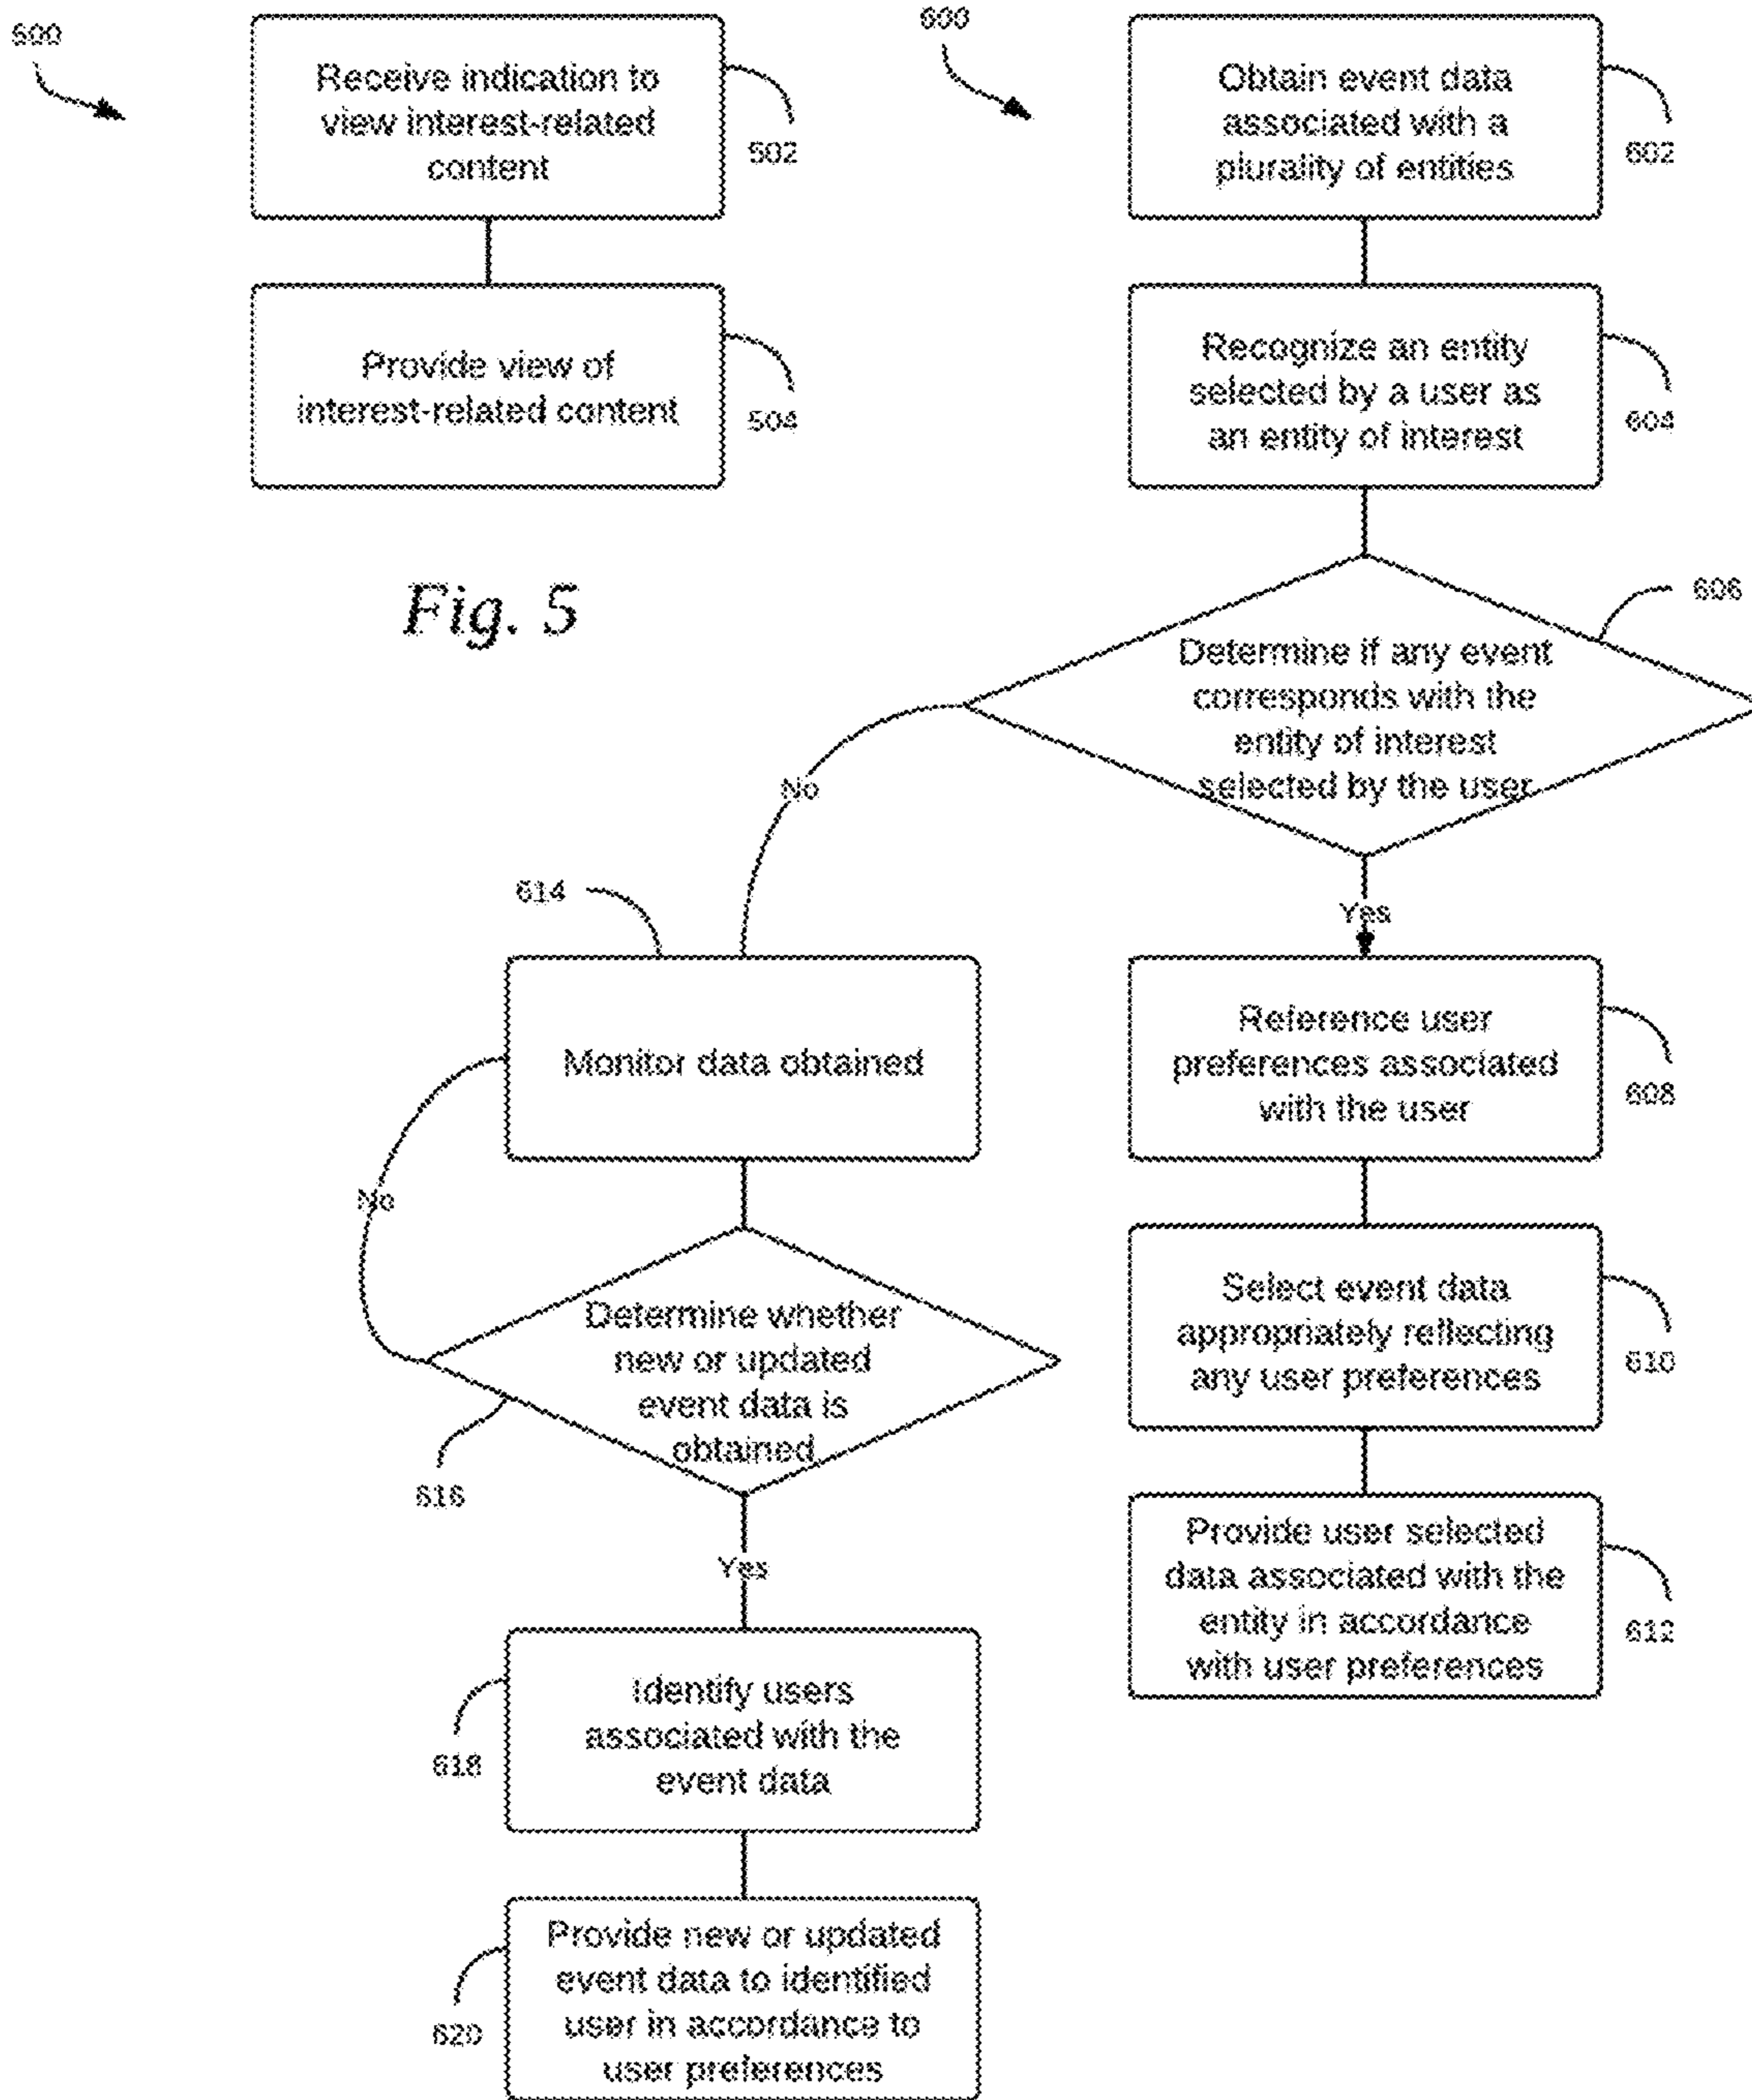 500
Receive indication to
view interest-related
content
502
Provide view of
interest-related content
504
Fig. 5
600
Obtain event data
associated with a
plurality of entities
602
Recognize an entity
selected by a user as
an entity of interest
604
Determine if any event
corresponds with the
entity of interest
selected by the user
606
No
Yes
Reference user
preferences associated
with the user
608
Select event data
appropriately reflecting
any user preferences
610
Provide user selected
data associated with the
entity in accordance
with user preferences
612
614
Monitor data obtained
No
Determine whether
new or updated
event data is
obtained
616
Yes
Identify users
associated with the
event data
618
Provide new or updated
event data to identified
user in accordance to
user preferences
620